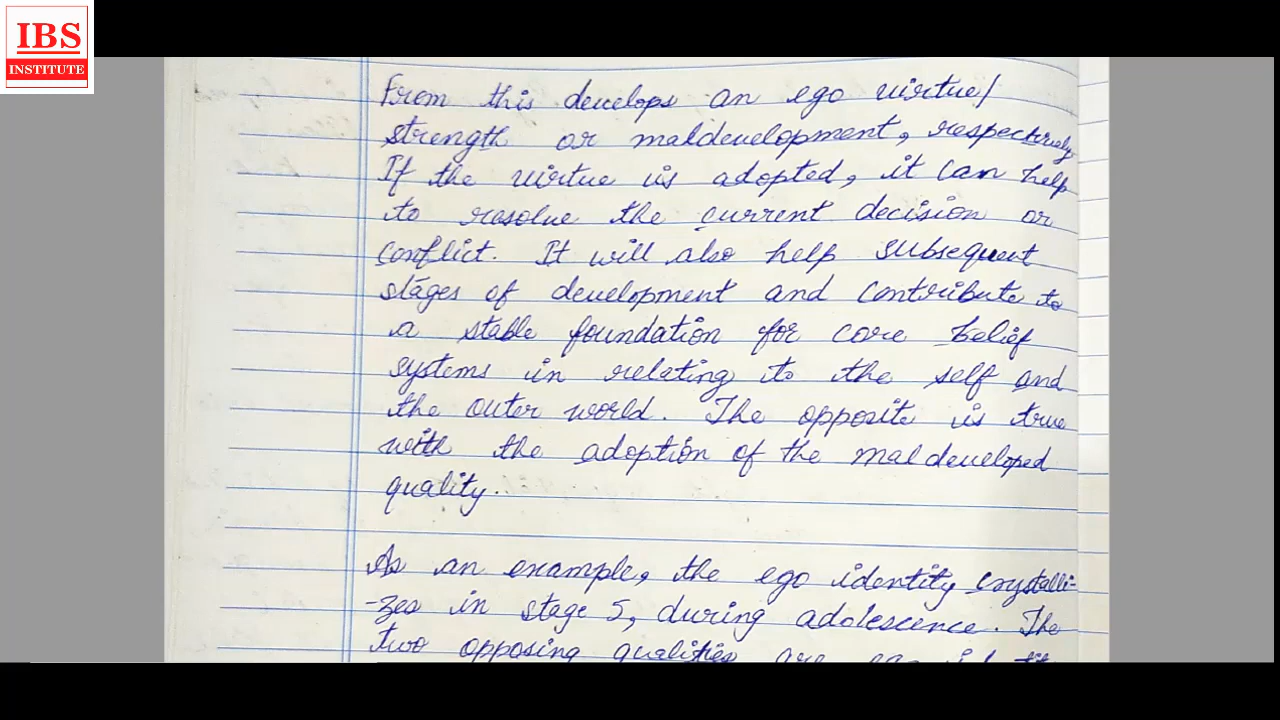 IBS
INSTITUTE
From this develops an ego virtue/
strength or maldevelopment, respectively
If the virtue is adopted, it can help
to resolve the current decision or
conflict. It will also help subsequent
stages of development and contribute to
a stable foundation for core belief
systems in relating to the self and
the outer world. The opposite is true
with the adoption of the maldeveloped
quality.
As an example, the ego identity crystalli-
-zes in stage 5, during adolescence. The
two opposing qualities are